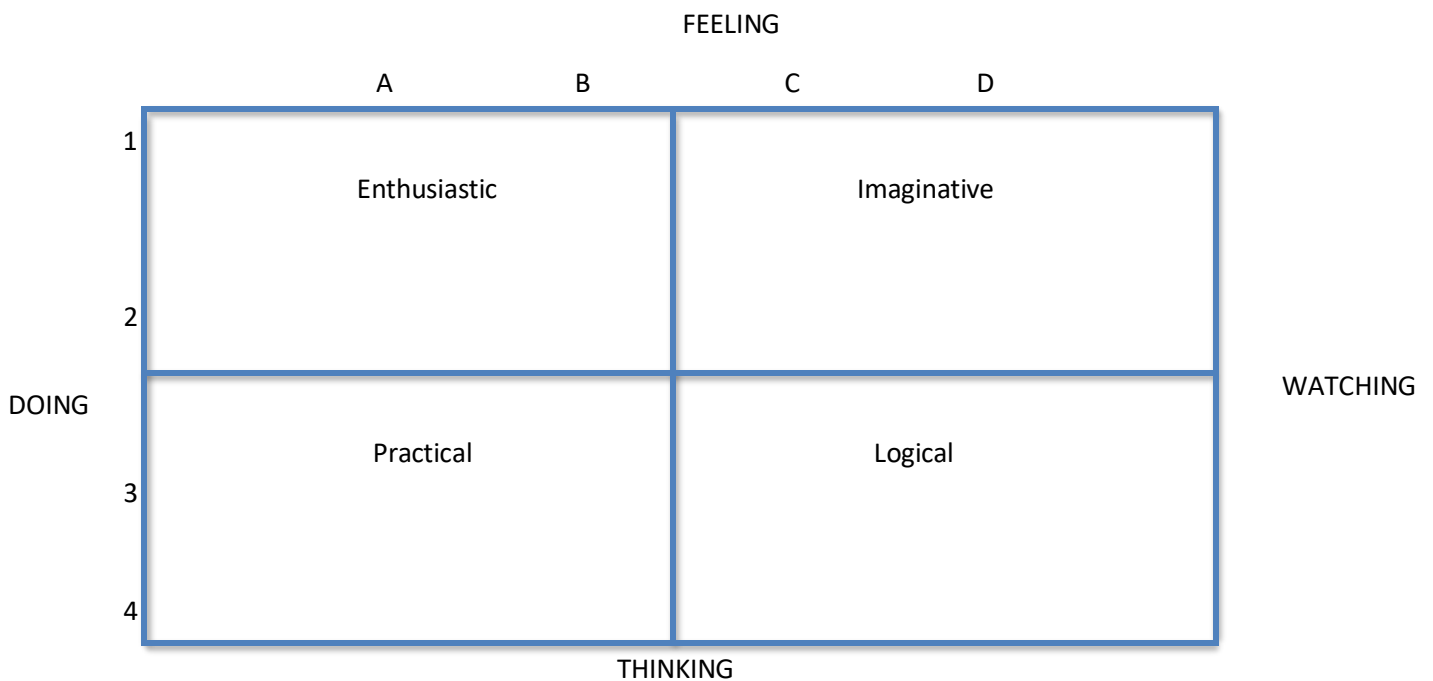 FEELING
A B C D
1
Enthusiastic Imaginative
2
DOING WATCHING
Practical Logical
3
4
THINKING